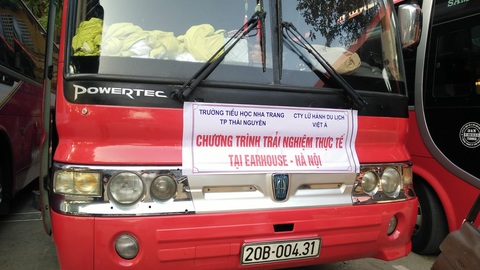 POWERTEC
TRƯỜNG TIỂU HỌC NHA TRANG
TP THÁI NGUYÊN
CTY LỮ HÀNH DU LỊCH
VIỆT Á
CHƯƠNG TRÌNH TRẢI NGHIỆM THỰC TẾ
TẠI EARHOUSE - HÀ NỘI
20B-004.31